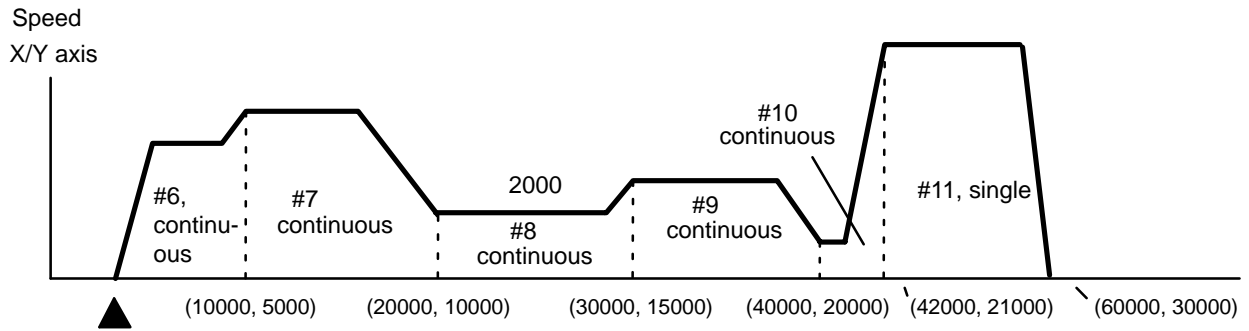 Speed
X/Y axis
#6,
continu-
ous
#7
continuous
2000
#8
continuous
#9
continuous
#10
continuous
#11, single
(10000, 5000)
(20000, 10000)
(30000, 15000)
(40000, 20000)
(42000, 21000)
(60000, 30000)